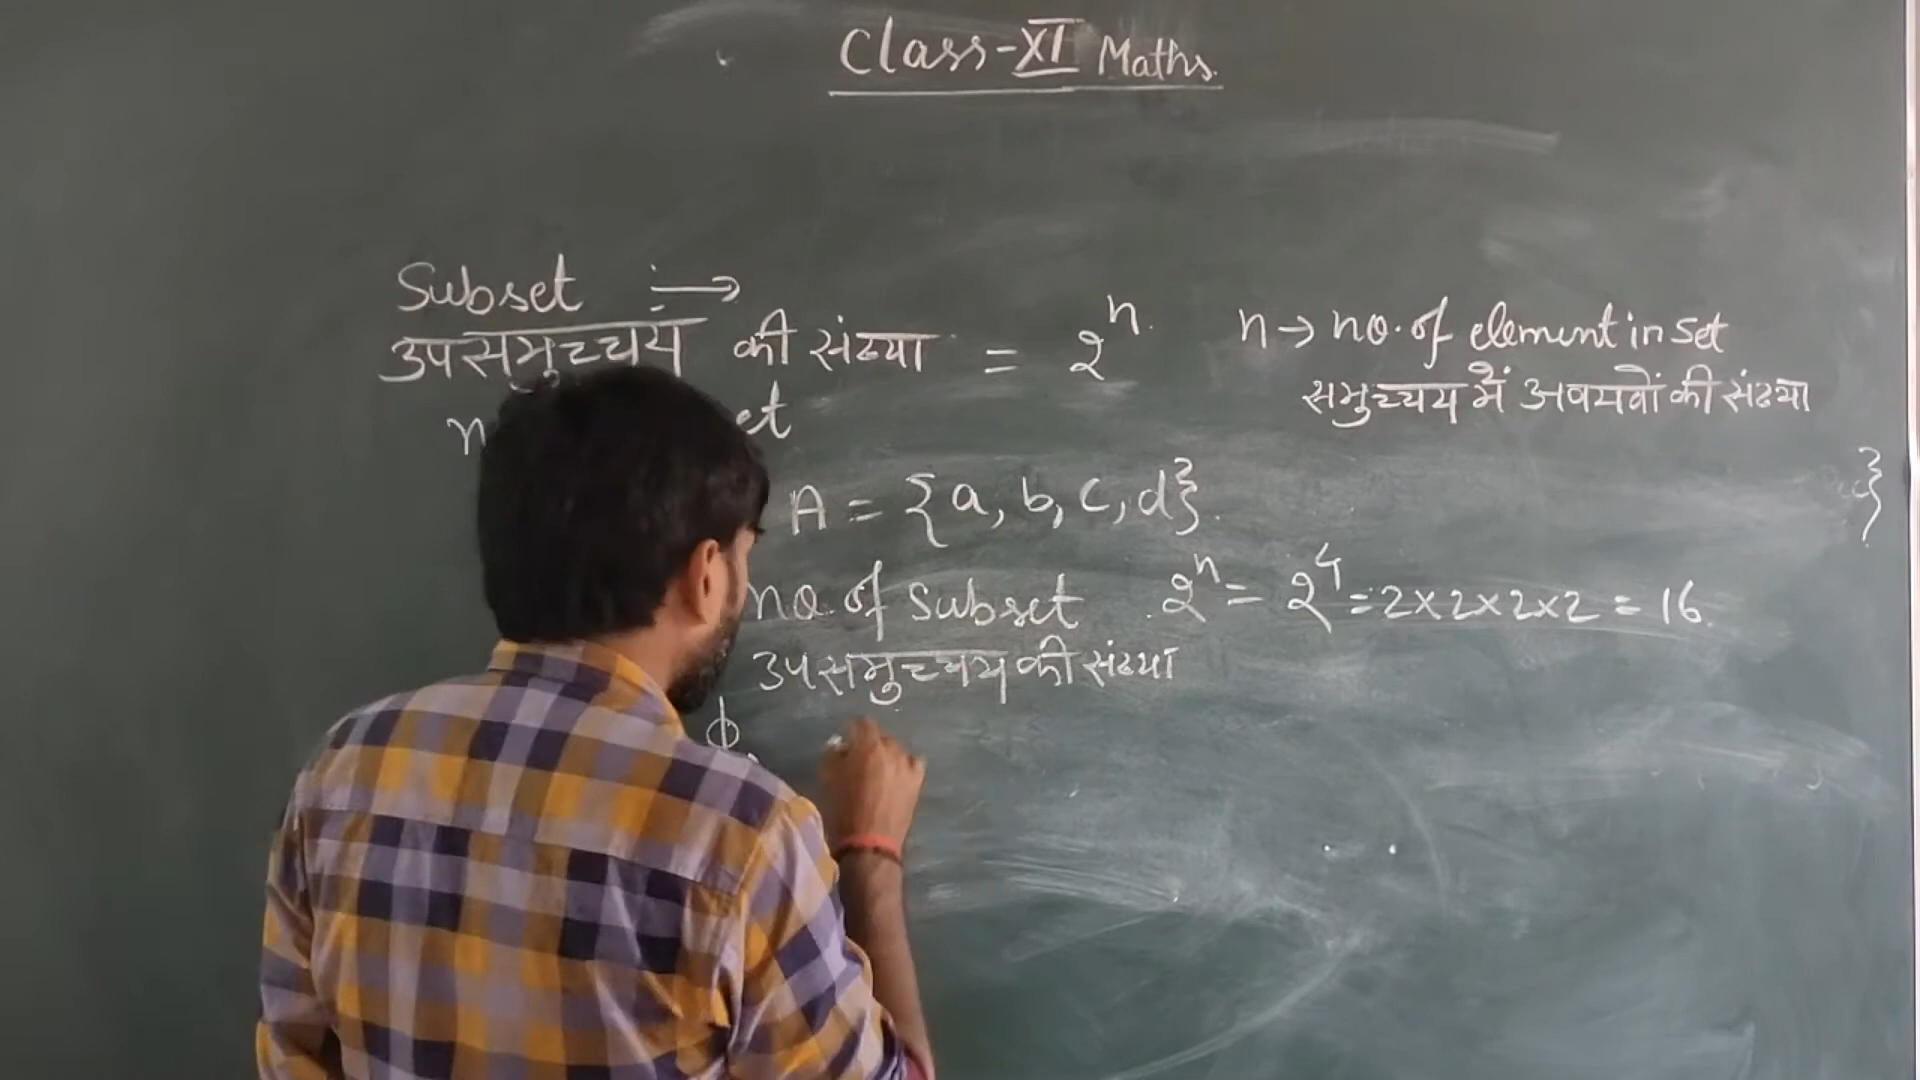 Class-XI Maths.
Subset :→
उपसमुच्चय की संख्या = 2ⁿ. n → no. of element in set
समुच्चय में अवयवों की संख्या
A = {a, b, c, d}.
}
no of Subset 2ⁿ = 2⁴ = 2×2×2×2 = 16.
उपसमुच्चय की संख्या
ϕ,